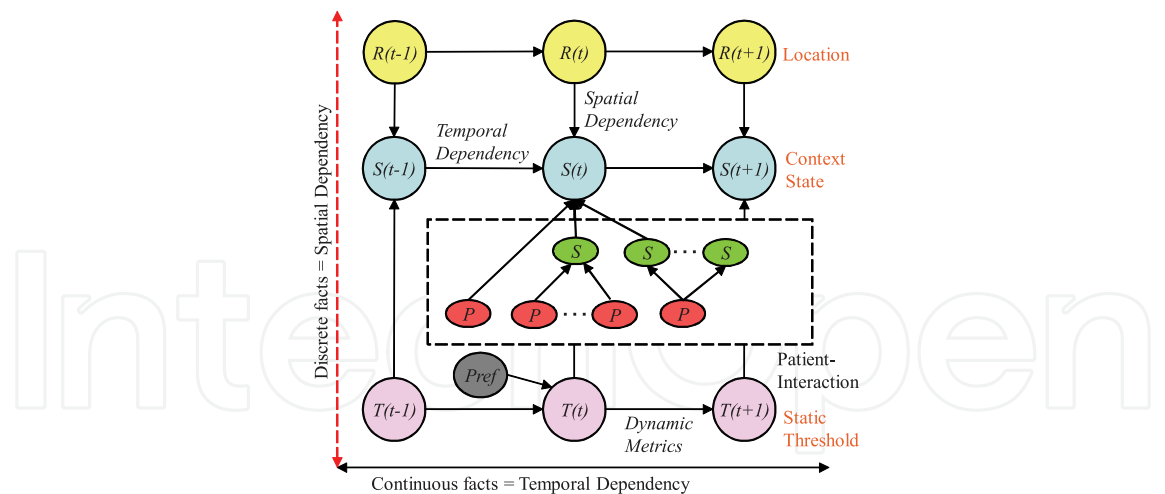 R(t-1)
R(t)
R(t+1)
Location
Spatial
Dependency
Temporal
Dependency
S(t-1)
S(t)
S(t+1)
Context
State
S
S
S
P
P
P
P
Patient-
Interaction
Pref
T(t-1)
T(t)
T(t+1)
Dynamic
Metrics
Static
Threshold
Discrete facts = Spatial Dependency
Continuous facts = Temporal Dependency
IntechOpen